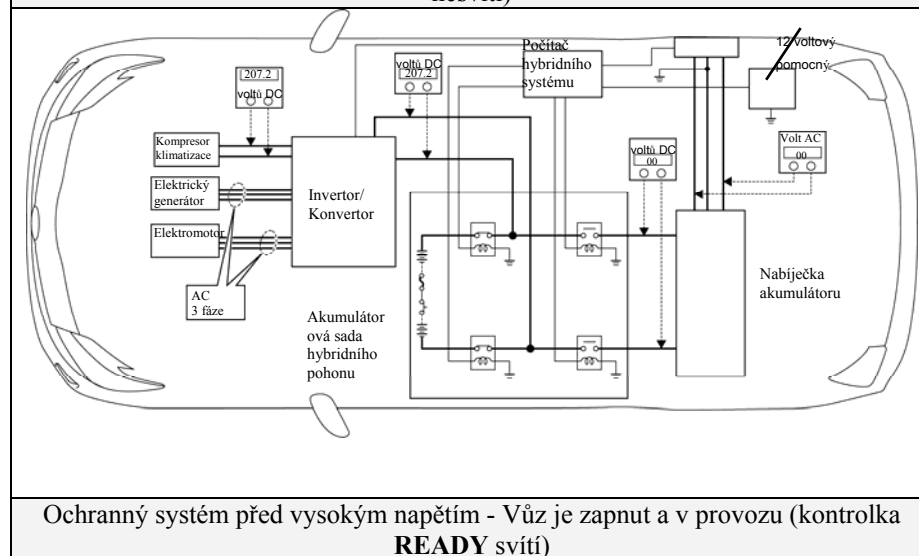 nesvítí)
Počítač
hybridního
systému
12 voltový
pomocný
207.2
voltů DC
voltů DC
207.2
Volt AC
00
voltů DC
00
Kompresor
klimatizace
Elektrický
generátor
Elektromotor
Invertor/
Konvertor
AC
3 fáze
Akumulátor
ová sada
hybridního
pohonu
Nabíječka
akumulátoru
Ochranný systém před vysokým napětím - Vůz je zapnut a v provozu (kontrolka
READY svítí)